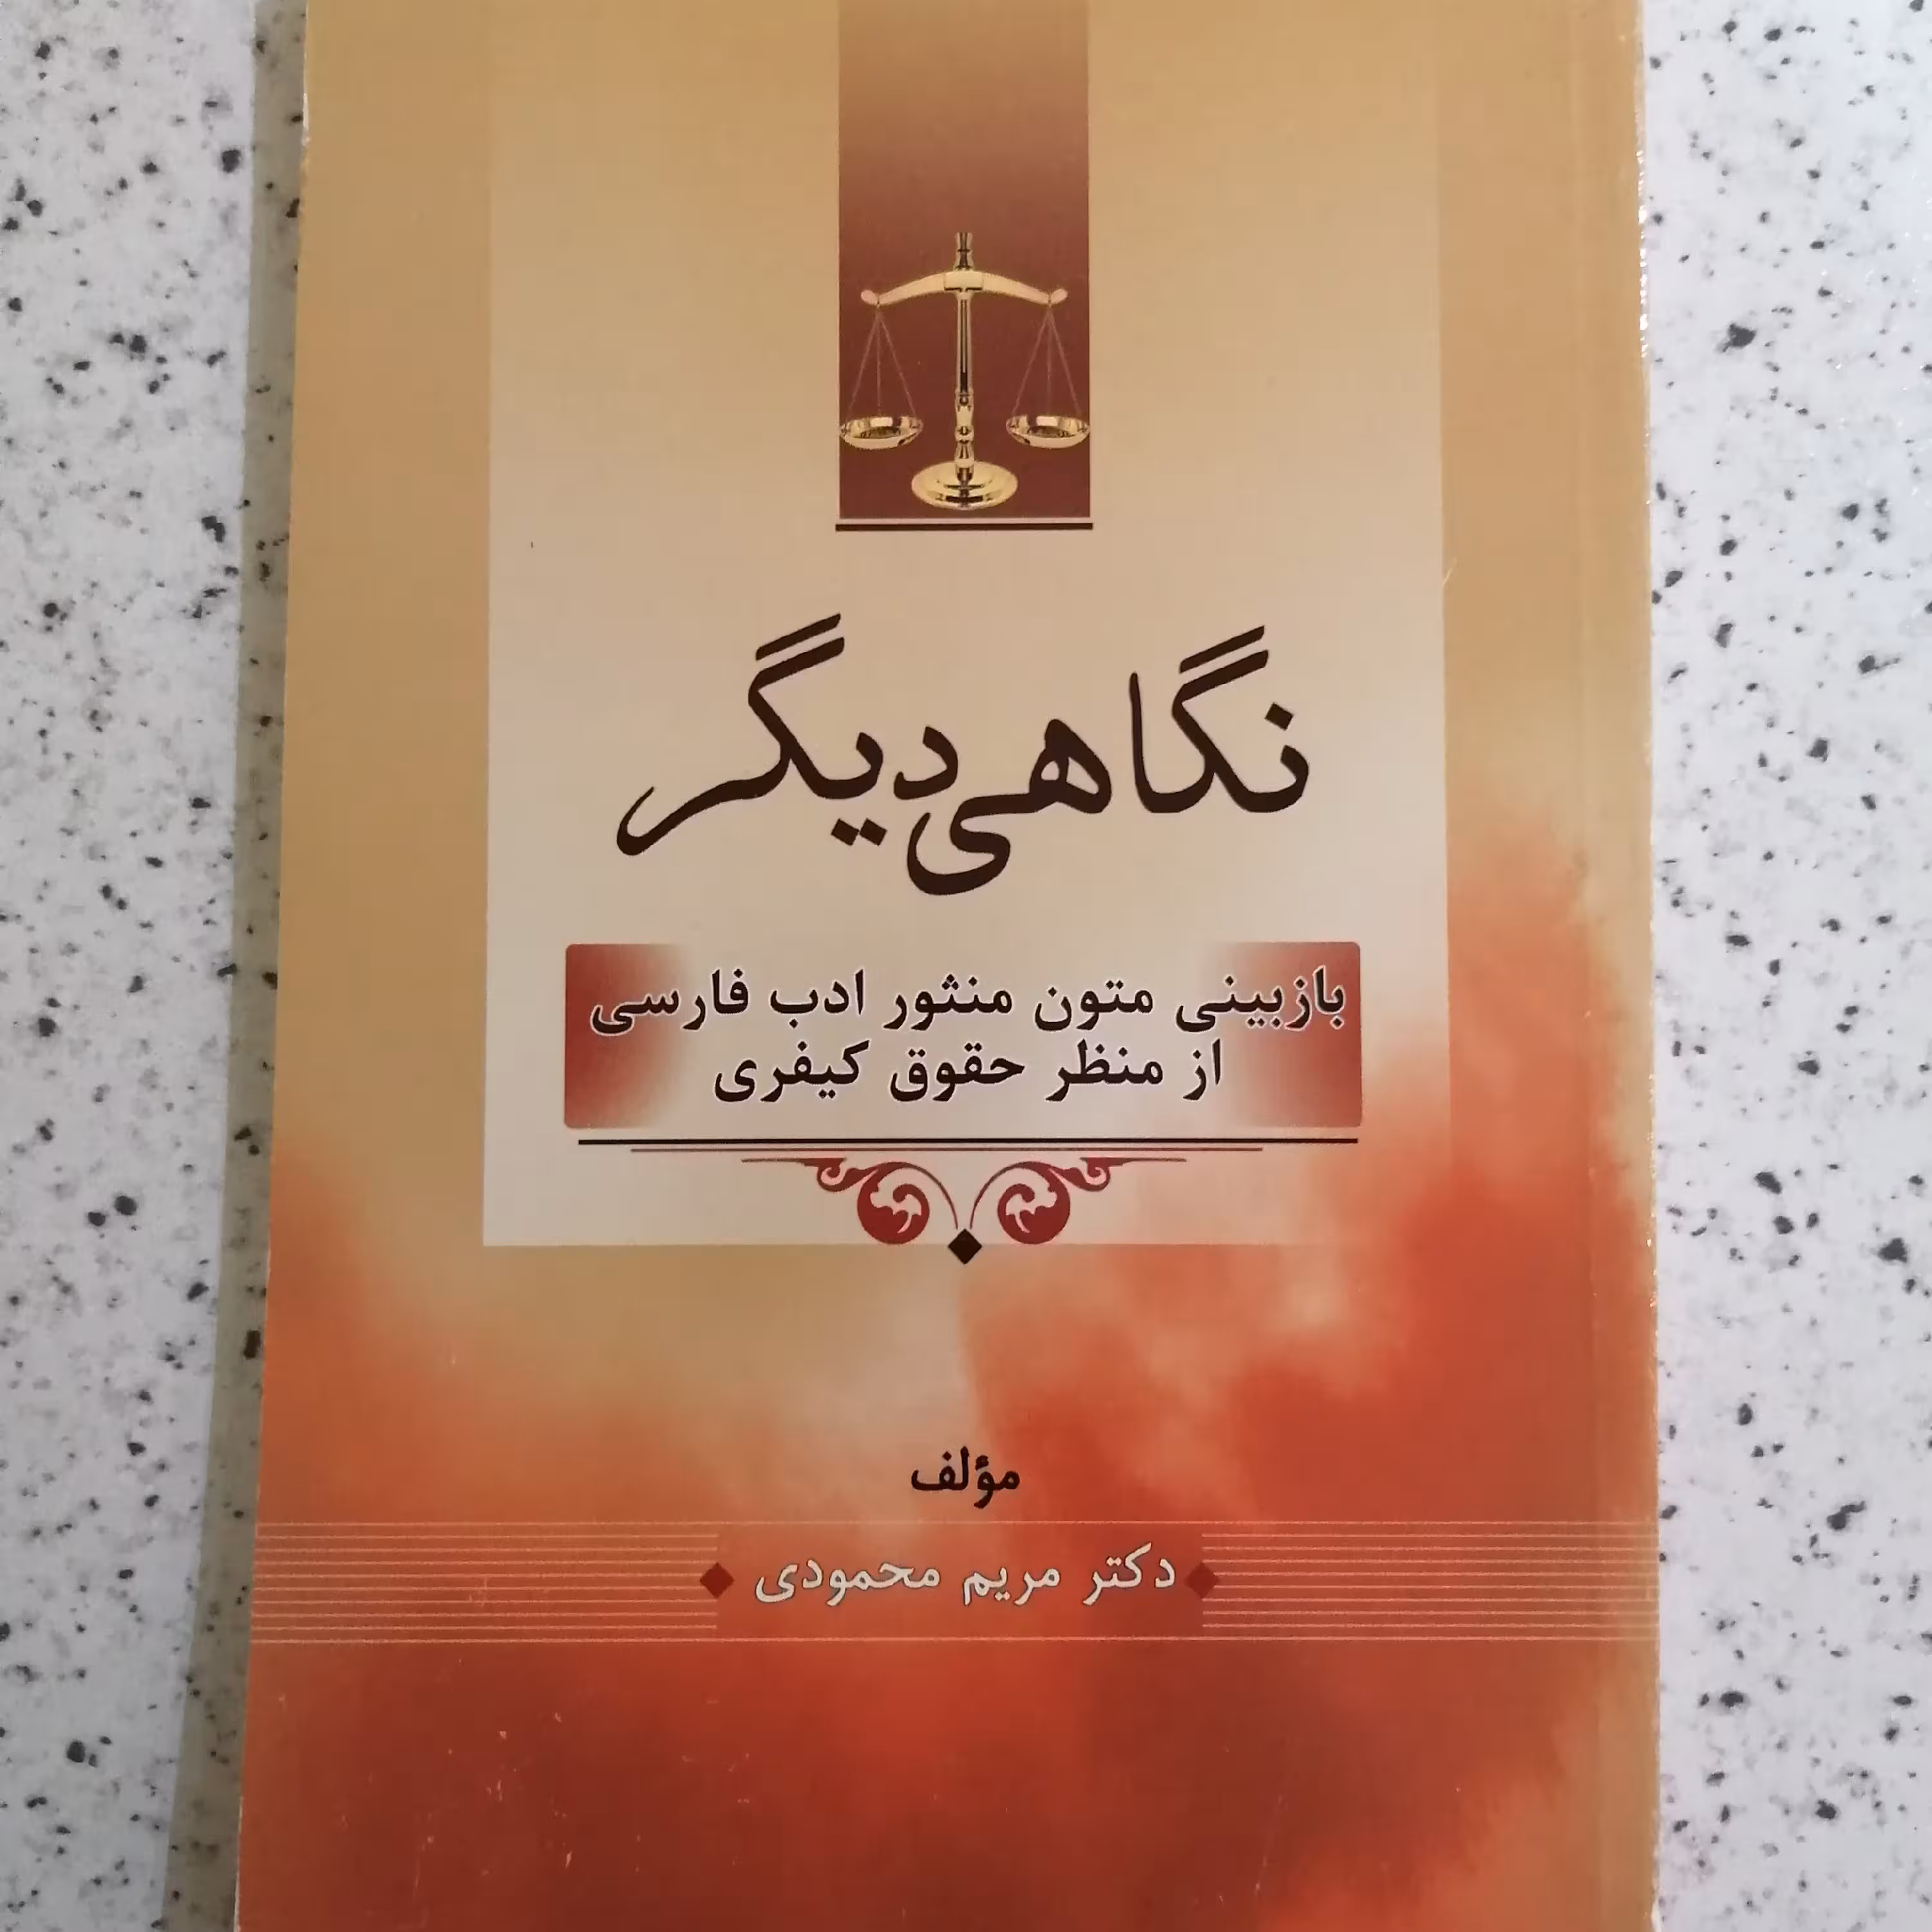 نگاهی دیگر
بازبینی متون منثور ادب فارسی
از منظر حقوق کیفری
مؤلف
دکتر مریم محمودی